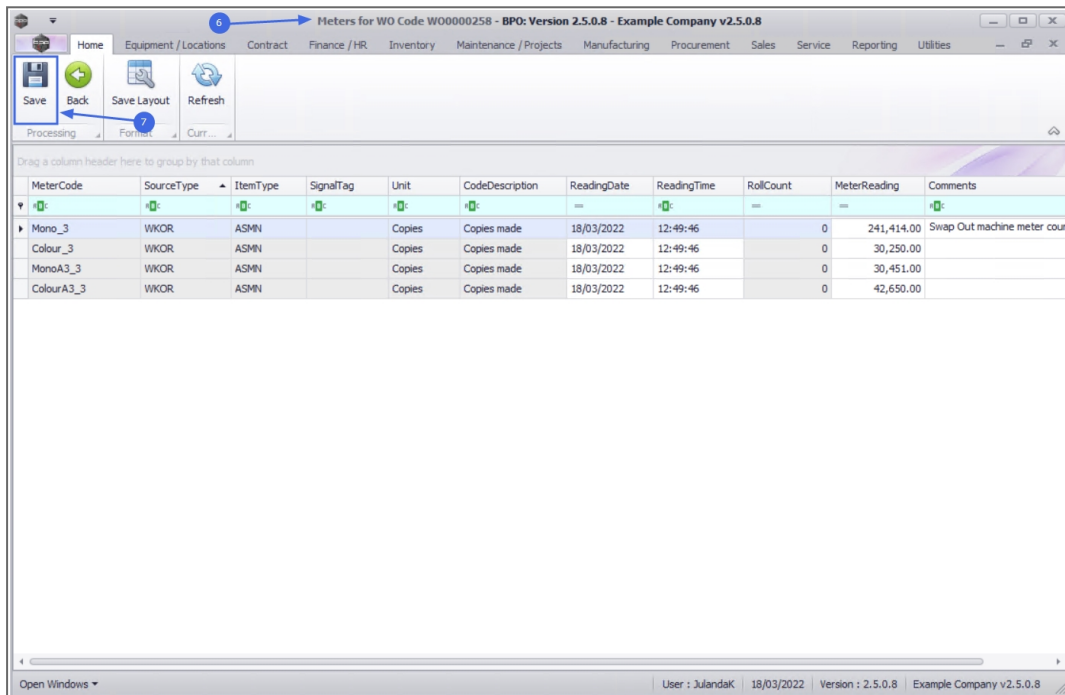 6
Meters for WO Code WO0000258 - BPO: Version 2.5.0.8 - Example Company v2.5.0.8
Home Equipment / Locations Contract Finance / HR Inventory Maintenance / Projects Manufacturing Procurement Sales Service Reporting Utilities
Save Back Save Layout Refresh
7
Processing Format Curr...
Drag a column header here to group by that column
MeterCode SourceType ItemType SignalTag Unit CodeDescription ReadingDate ReadingTime RollCount MeterReading Comments
Mono_3 WKOR ASMN Copies Copies made 18/03/2022 12:49:46 0 241,414.00 Swap Out machine meter cour
Colour_3 WKOR ASMN Copies Copies made 18/03/2022 12:49:46 0 30,250.00
MonoA3_3 WKOR ASMN Copies Copies made 18/03/2022 12:49:46 0 30,451.00
ColourA3_3 WKOR ASMN Copies Copies made 18/03/2022 12:49:46 0 42,650.00
Open Windows User : JulandaK 18/03/2022 Version : 2.5.0.8 Example Company v2.5.0.8